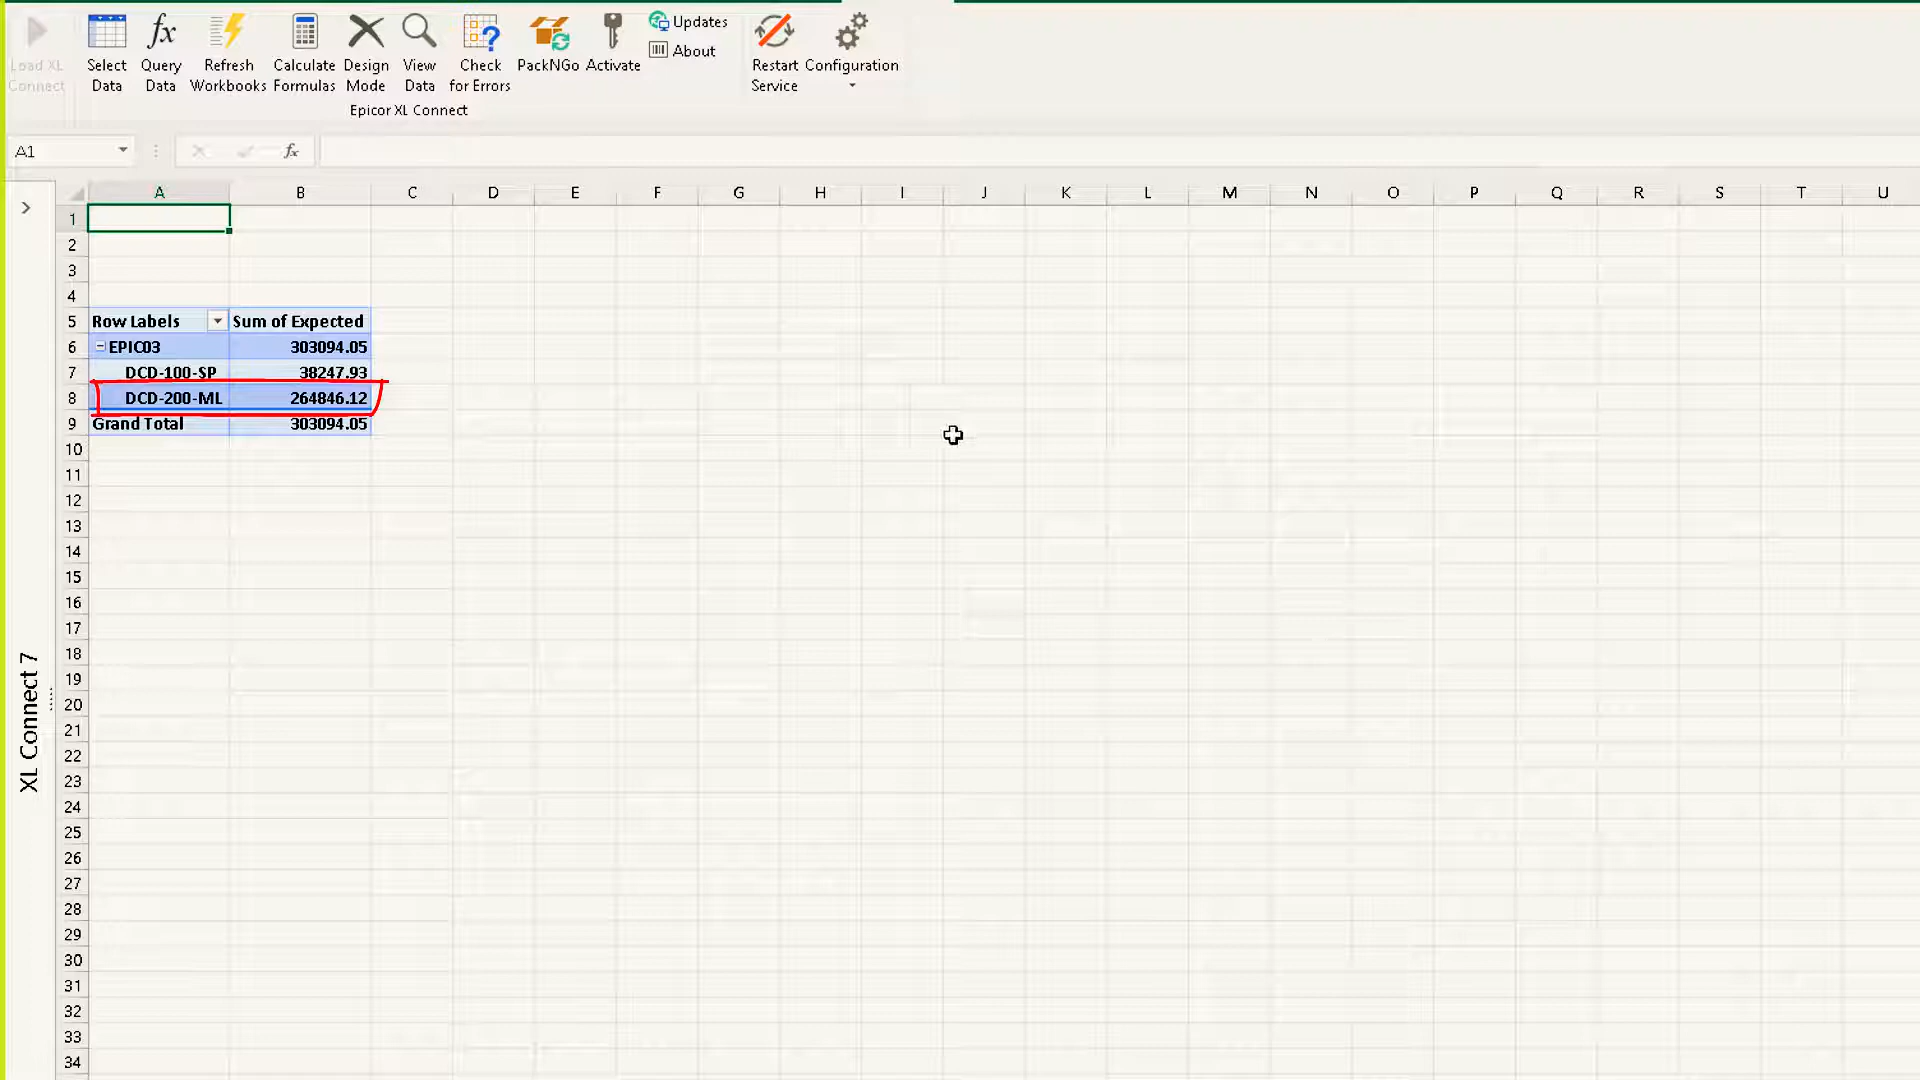 Load XL Connect
Select Data
fx
Query Data
Refresh Workbooks
Calculate Formulas
Design Mode
View Data
Check for Errors
PackNGo
Activate
Updates
About
Restart Service
Configuration
Epicor XL Connect
A1
fx
A B C D E F G H I J K L M N O P Q R S T U
1
2
3
4
5 Row Labels Sum of Expected
6 EPIC03 303094.05
7 DCD-100-SP 38247.93
8 DCD-200-ML 264846.12
9 Grand Total 303094.05
10
11
12
13
14
15
16
17
18
19
20
21
22
23
24
25
26
27
28
29
30
31
32
33
34
XL Connect 7